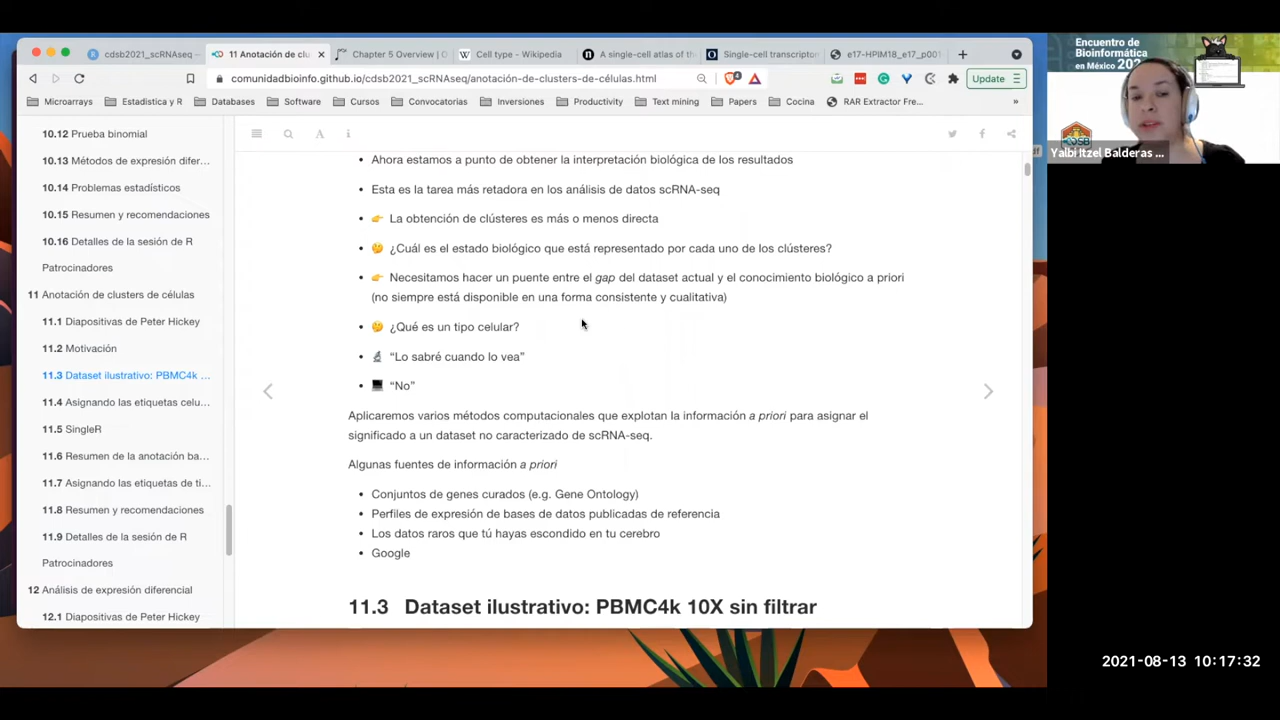 cdsb2021_scRNAseq –
11 Anotación de clu
Chapter 5 Overview | O
Cell type - Wikipedia
A single-cell atlas of the
Single-cell transcriptor
e17-HPIM18_e17_p001
comunidadbioinfo.github.io/cdsb2021_scRNAseq/anotación-de-clusters-de-células.html
4
Update
Microarrays
Estadistica y R
Databases
Software
Cursos
Convocatorias
Inversiones
Productivity
Text mining
Papers
Cocina
RAR Extractor Fre...
»
10.12 Prueba binomial
10.13 Métodos de expresión difer...
10.14 Problemas estadísticos
10.15 Resumen y recomendaciones
10.16 Detalles de la sesión de R
Patrocinadores
11 Anotación de clusters de células
11.1 Diapositivas de Peter Hickey
11.2 Motivación
11.3 Dataset ilustrativo: PBMC4k ...
11.4 Asignando las etiquetas celu...
11.5 SingleR
11.6 Resumen de la anotación ba...
11.7 Asignando las etiquetas de ti...
11.8 Resumen y recomendaciones
11.9 Detalles de la sesión de R
Patrocinadores
12 Análisis de expresión diferencial
12.1 Diapositivas de Peter Hickey
• Ahora estamos a punto de obtener la interpretación biológica de los resultados
• Esta es la tarea más retadora en los análisis de datos scRNA-seq
• 👉 La obtención de clústeres es más o menos directa
• 🤔 ¿Cuál es el estado biológico que está representado por cada uno de los clústeres?
• 👉 Necesitamos hacer un puente entre el gap del dataset actual y el conocimiento biológico a priori
(no siempre está disponible en una forma consistente y cualitativa)
• 🤔 ¿Qué es un tipo celular?
• 🔬 “Lo sabré cuando lo vea”
• 💻 “No”
Aplicaremos varios métodos computacionales que explotan la información a priori para asignar el
significado a un dataset no caracterizado de scRNA-seq.
Algunas fuentes de información a priori
• Conjuntos de genes curados (e.g. Gene Ontology)
• Perfiles de expresión de bases de datos publicadas de referencia
• Los datos raros que tú hayas escondido en tu cerebro
• Google
11.3 Dataset ilustrativo: PBMC4k 10X sin filtrar
Encuentro de
Bioinformática
en México 202
CDSB
Yalbi Itzel Balderas ...
2021-08-13 10:17:32